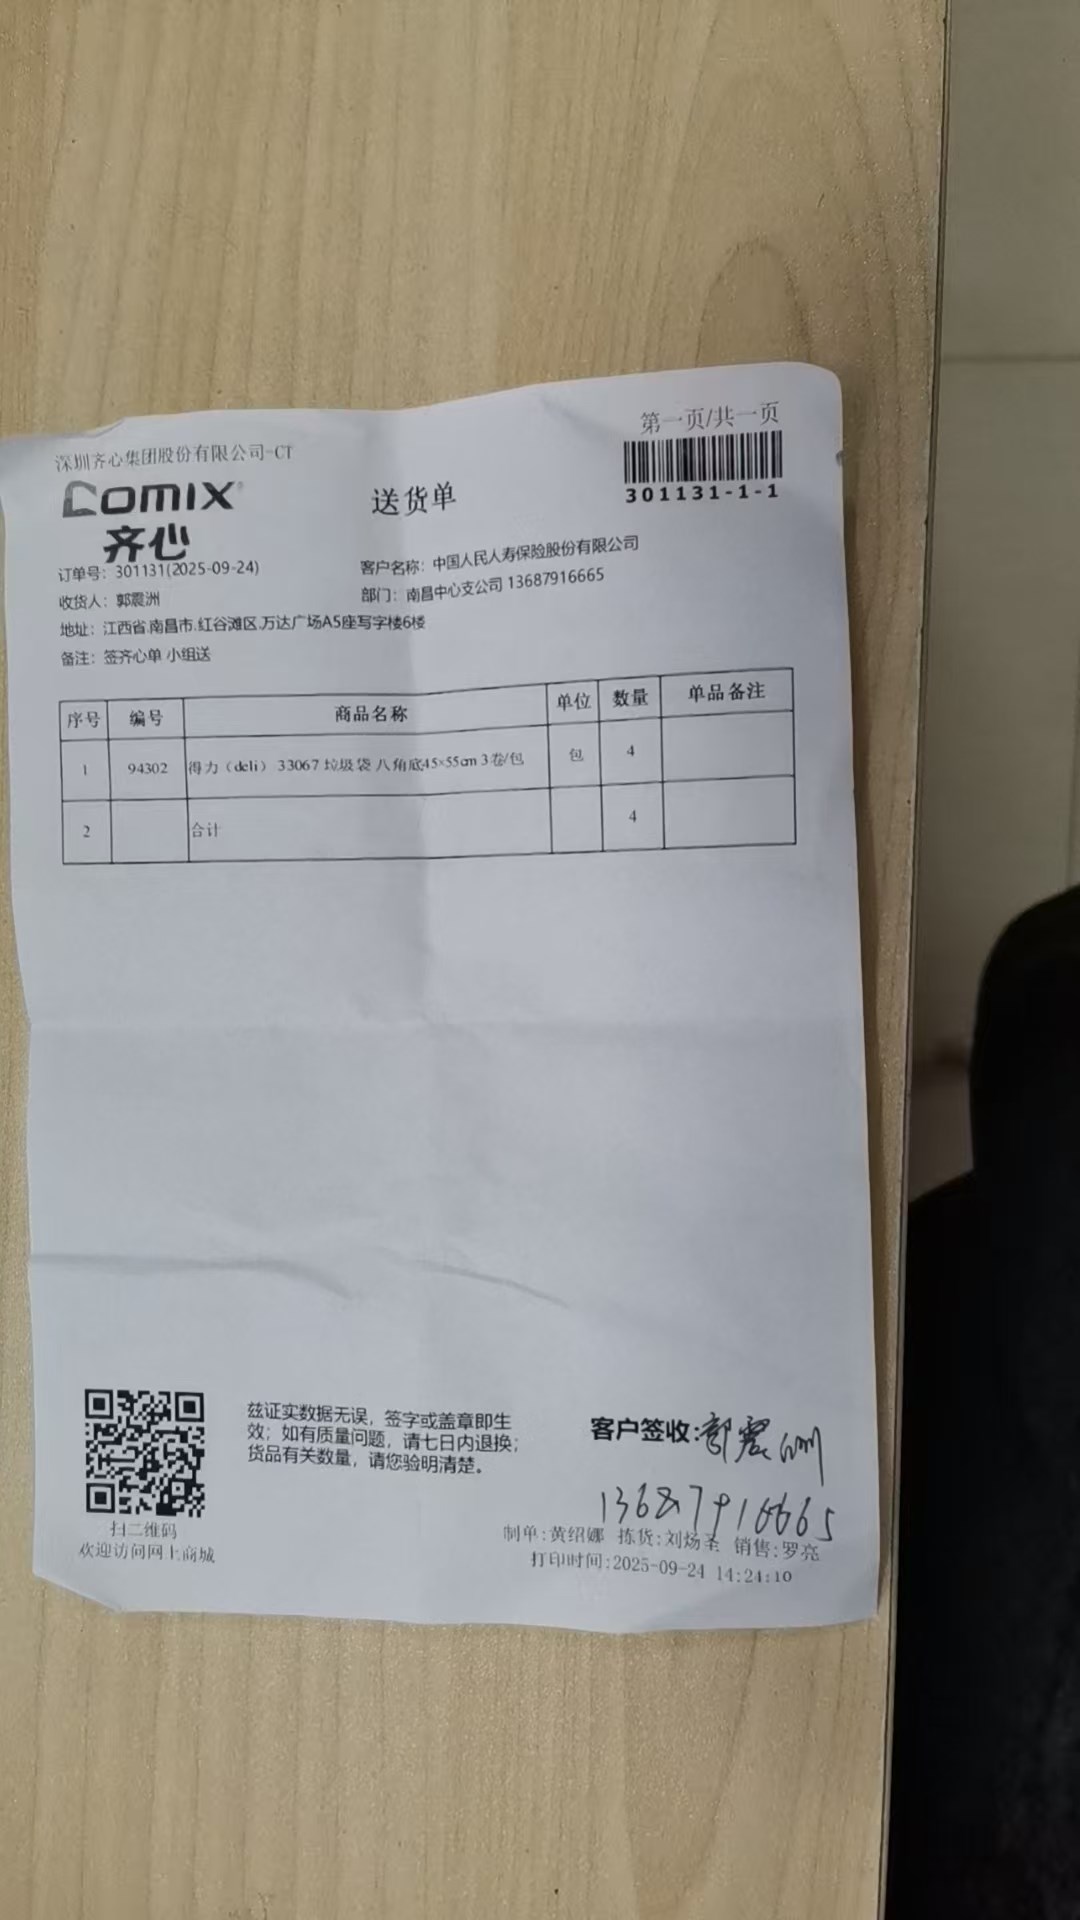 第一页/共一页
深圳齐心集团股份有限公司-CT
COMIX
齐心
送货单
301131-1-1
订单号：301131(2025-09-24)
客户名称：中国人民人寿保险股份有限公司
收货人：郭震洲
部门：南昌中心支公司 13687916665
地址：江西省.南昌市.红谷滩区.万达广场A5座写字楼6楼
备注：签齐心单 小组送
序号 编号 商品名称 单位 数量 单品备注
1 94302 得力（deli） 33067 垃圾袋 八角底45×55cm 3卷/包 包 4
2 合计 4
兹证实数据无误，签字或盖章即生
效；如有质量问题，请七日内退换；
货品有关数量，请您验明清楚。
客户签收：郭震洲
13687916665
扫二维码
欢迎访问网上商城
制单:黄绍娜 拣货:刘炀圣 销售:罗亮
打印时间:2025-09-24 14:24:10